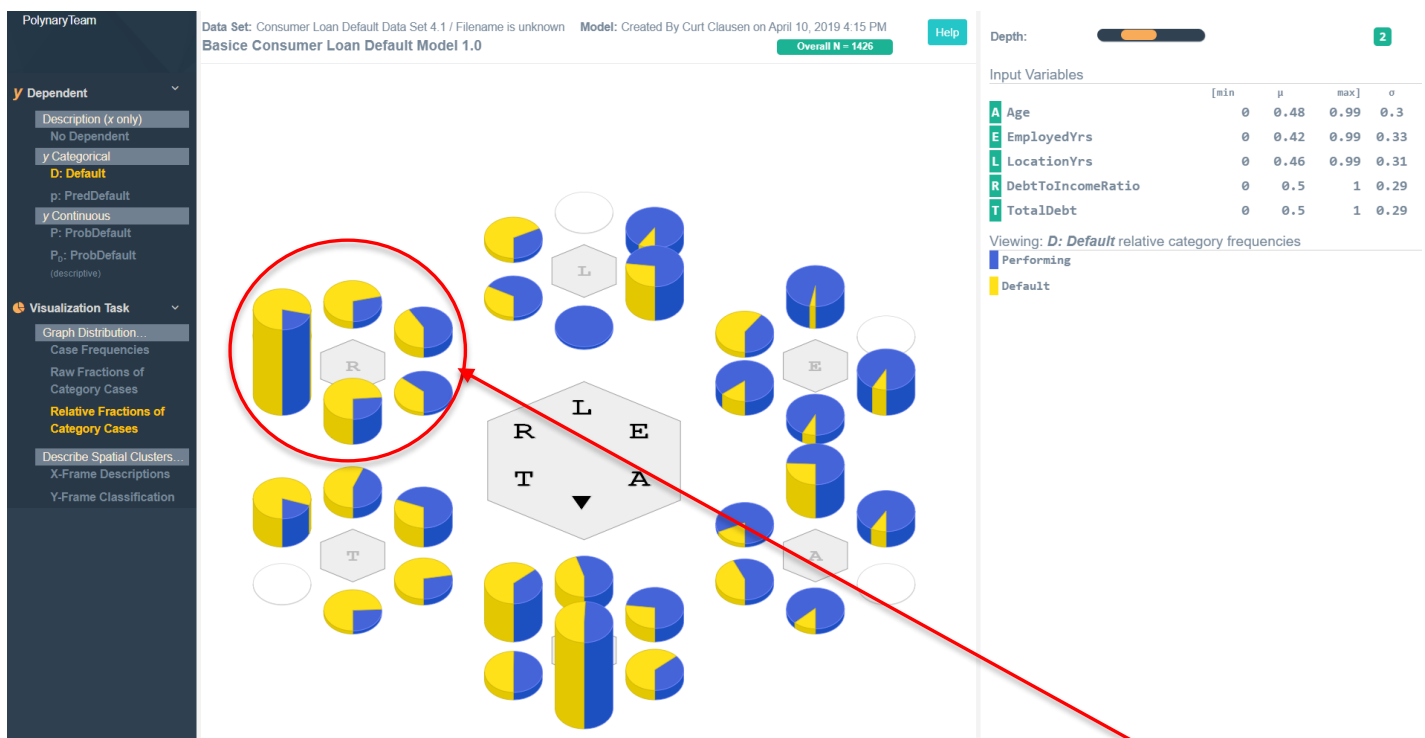 PolynaryTeam
y Dependent
Description (x only)
No Dependent
y Categorical
D: Default
p: PredDefault
y Continuous
P: ProbDefault
P₀: ProbDefault
(descriptive)
Visualization Task
Graph Distribution...
Case Frequencies
Raw Fractions of
Category Cases
Relative Fractions of
Category Cases
Describe Spatial Clusters...
X-Frame Descriptions
Y-Frame Classification
Data Set: Consumer Loan Default Data Set 4.1 / Filename is unknown Model: Created By Curt Clausen on April 10, 2019 4:15 PM
Basice Consumer Loan Default Model 1.0
Overall N = 1426
Help
L
R
E
L
R E
T A
T
A
Depth: 2
Input Variables
[min μ max] σ
A Age 0 0.48 0.99 0.3
E EmployedYrs 0 0.42 0.99 0.33
L LocationYrs 0 0.46 0.99 0.31
R DebtToIncomeRatio 0 0.5 1 0.29
T TotalDebt 0 0.5 1 0.29
Viewing: D: Default relative category frequencies
Performing
Default